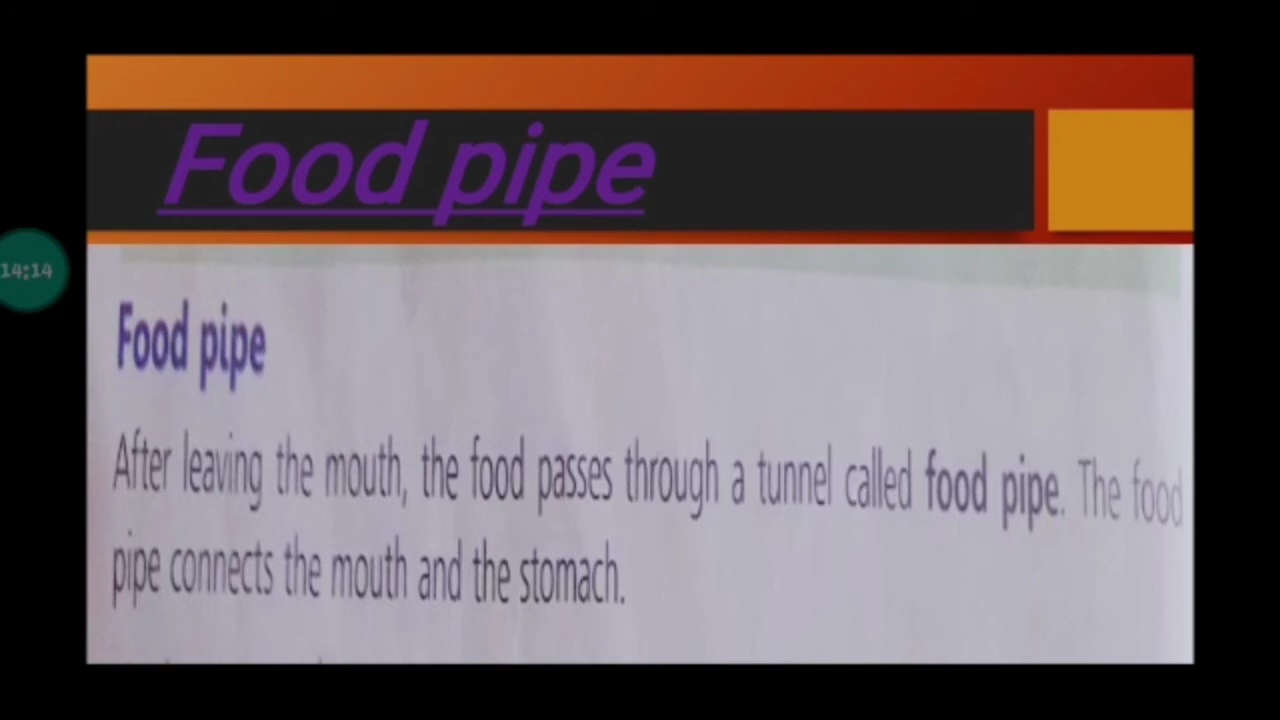 Food pipe
14:14
Food pipe
After leaving the mouth, the food passes through a tunnel called food pipe. The food
pipe connects the mouth and the stomach.